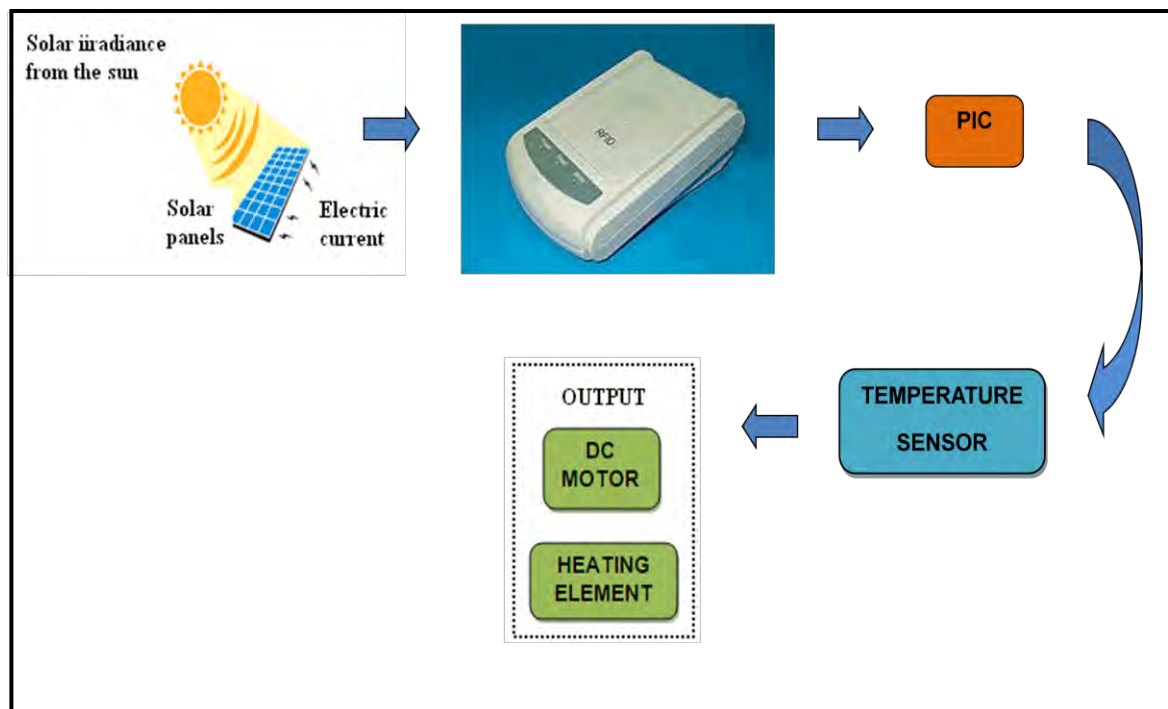 Solar iiradiance
from the sun
Solar
panels
Electric
current
RFID
PIC
TEMPERATURE
SENSOR
OUTPUT
DC
MOTOR
HEATING
ELEMENT